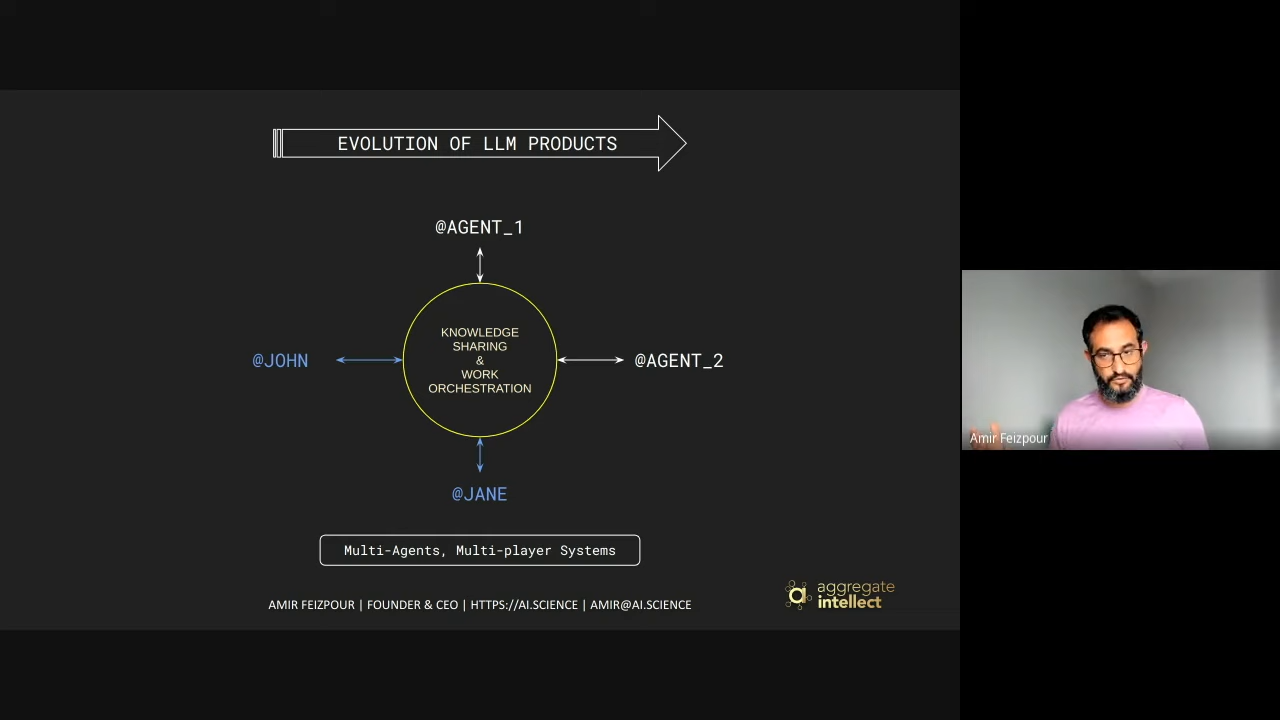 EVOLUTION OF LLM PRODUCTS
@AGENT_1
KNOWLEDGE
SHARING
&
WORK
ORCHESTRATION
@JOHN
@AGENT_2
@JANE
Multi-Agents, Multi-player Systems
AMIR FEIZPOUR | FOUNDER & CEO | HTTPS://AI.SCIENCE | AMIR@AI.SCIENCE
a
aggregate
intellect
Amir Feizpour